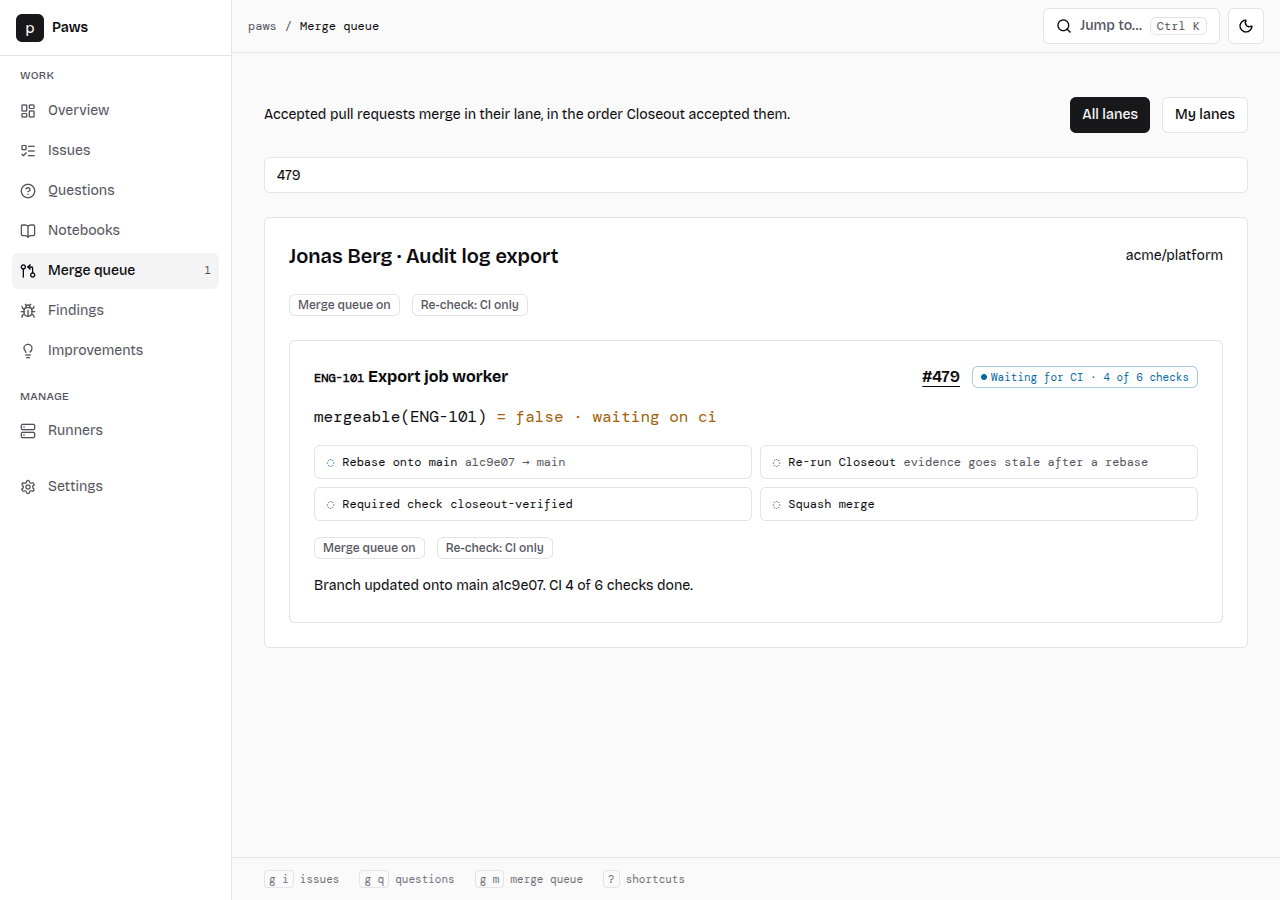 p Paws
paws / Merge queue
Jump to... Ctrl K
WORK
Overview
Issues
Questions
Notebooks
Merge queue 1
Findings
Improvements
MANAGE
Runners
Settings
Accepted pull requests merge in their lane, in the order Closeout accepted them.
All lanes
My lanes
479
Jonas Berg · Audit log export
acme/platform
Merge queue on
Re-check: CI only
ENG-101 Export job worker
#479
Waiting for CI · 4 of 6 checks
mergeable(ENG-101) = false · waiting on ci
Rebase onto main a1c9e07 → main
Re-run Closeout evidence goes stale after a rebase
Required check closeout-verified
Squash merge
Merge queue on
Re-check: CI only
Branch updated onto main a1c9e07. CI 4 of 6 checks done.
g i issues
g q questions
g m merge queue
? shortcuts